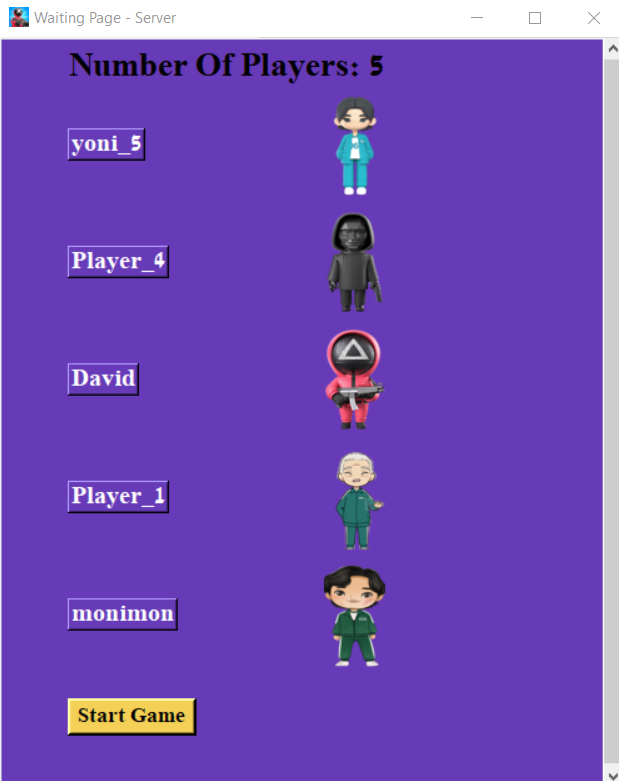 Waiting Page - Server
Number Of Players: 5
yoni_5
Player_4
David
Player_1
monimon
Start Game